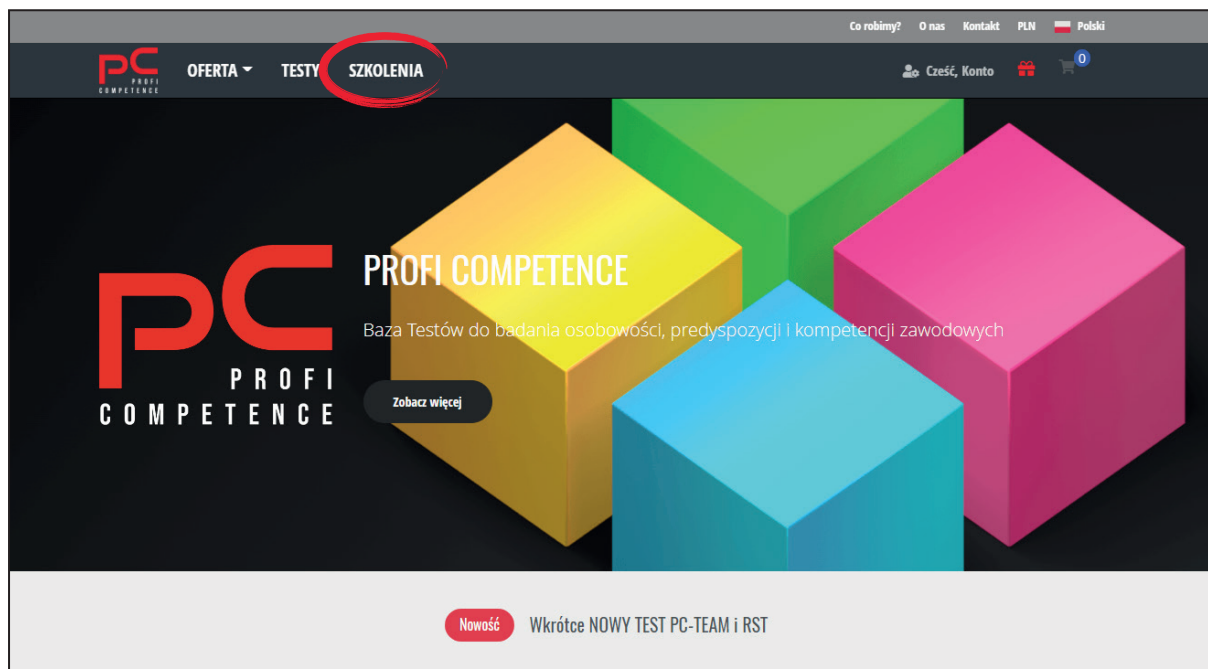 Co robimy? O nas Kontakt PLN Polski
PC PROFI COMPETENCE
OFERTA TESTY SZKOLENIA Cześć, Konto 0
PROFI COMPETENCE
Baza Testów do badania osobowości, predyspozycji i kompetencji zawodowych
Zobacz więcej
PC
PROFI
COMPETENCE
Nowość Wkrótce NOWY TEST PC-TEAM i RST